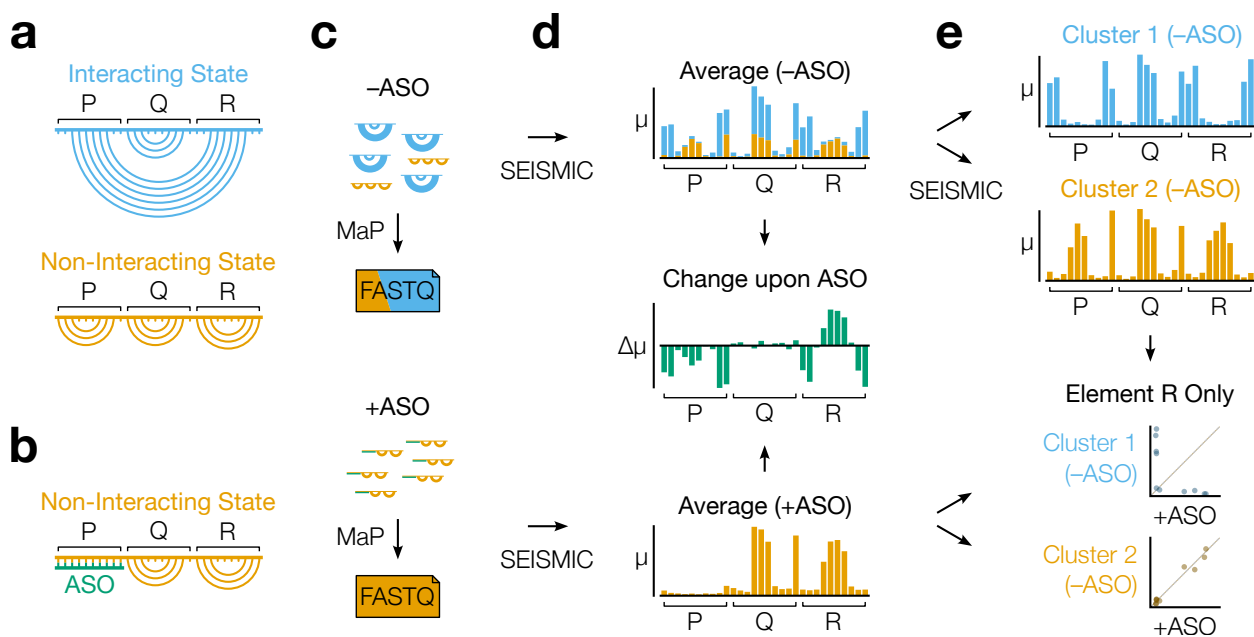 a
Interacting State
P Q R
Non-Interacting State
P Q R
b
Non-Interacting State
P Q R
ASO
c
–ASO
MaP
FASTQ
+ASO
MaP
FASTQ
SEISMIC
SEISMIC
d
Average (–ASO)
μ
P Q R
Change upon ASO
Δμ
P Q R
Average (+ASO)
μ
P Q R
SEISMIC
e
Cluster 1 (–ASO)
μ
P Q R
Cluster 2 (–ASO)
μ
P Q R
Element R Only
Cluster 1
(–ASO)
+ASO
Cluster 2
(–ASO)
+ASO